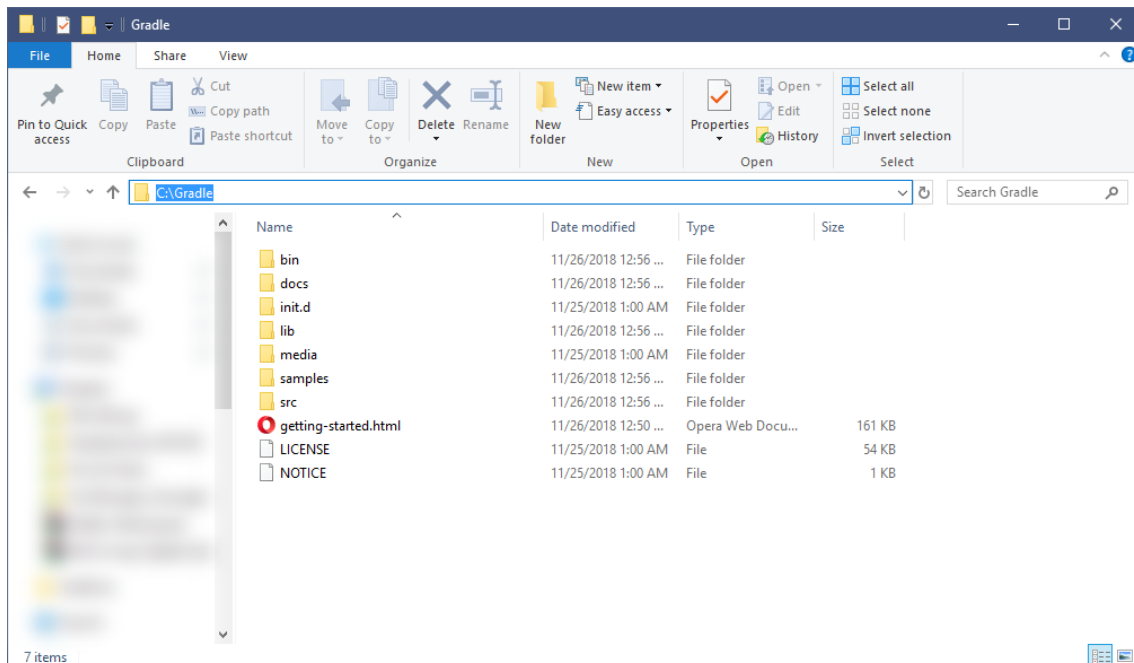 Gradle
File Home Share View
Pin to Quick access
Copy
Paste
Cut
Copy path
Paste shortcut
Clipboard
Move to
Copy to
Delete
Rename
Organize
New folder
New item
Easy access
New
Properties
Open
Edit
History
Open
Select all
Select none
Invert selection
Select
C:\Gradle
Search Gradle
Name Date modified Type Size
bin 11/26/2018 12:56 ... File folder
docs 11/26/2018 12:56 ... File folder
init.d 11/25/2018 1:00 AM File folder
lib 11/26/2018 12:56 ... File folder
media 11/25/2018 1:00 AM File folder
samples 11/26/2018 12:56 ... File folder
src 11/26/2018 12:56 ... File folder
getting-started.html 11/26/2018 12:50 ... Opera Web Docu... 161 KB
LICENSE 11/25/2018 1:00 AM File 54 KB
NOTICE 11/25/2018 1:00 AM File 1 KB
7 items